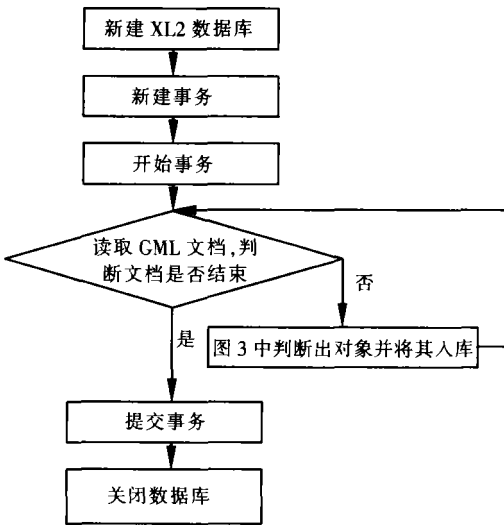 新建 XL2 数据库
新建事务
开始事务
读取 GML 文档,判
断文档是否结束
否
是
图 3 中判断出对象并将其入库
提交事务
关闭数据库